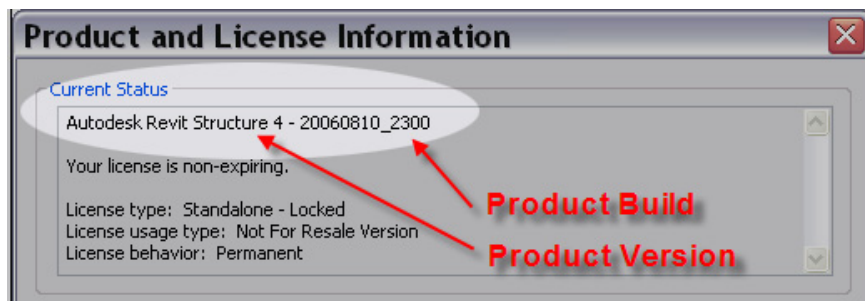 Product and License Information
Current Status
Autodesk Revit Structure 4 - 20060810_2300
Your license is non-expiring.
License type: Standalone - Locked
License usage type: Not For Resale Version
License behavior: Permanent
Product Build
Product Version